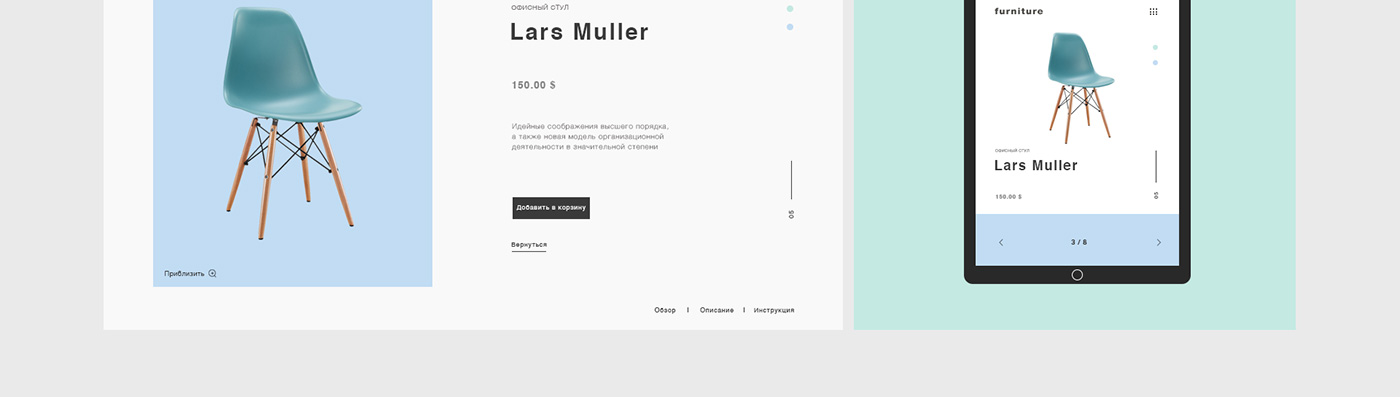 ОФИСНЫЙ СТУЛ
Lars Muller
150.00 $
Идейные соображения высшего порядка,
а также новая модель организационной
деятельности в значительной степени
Добавить в корзину
05
Вернуться
Приблизить
Обзор | Описание | Инструкция
furniture
ОФИСНЫЙ СТУЛ
Lars Muller
150.00 $
05
3 / 8